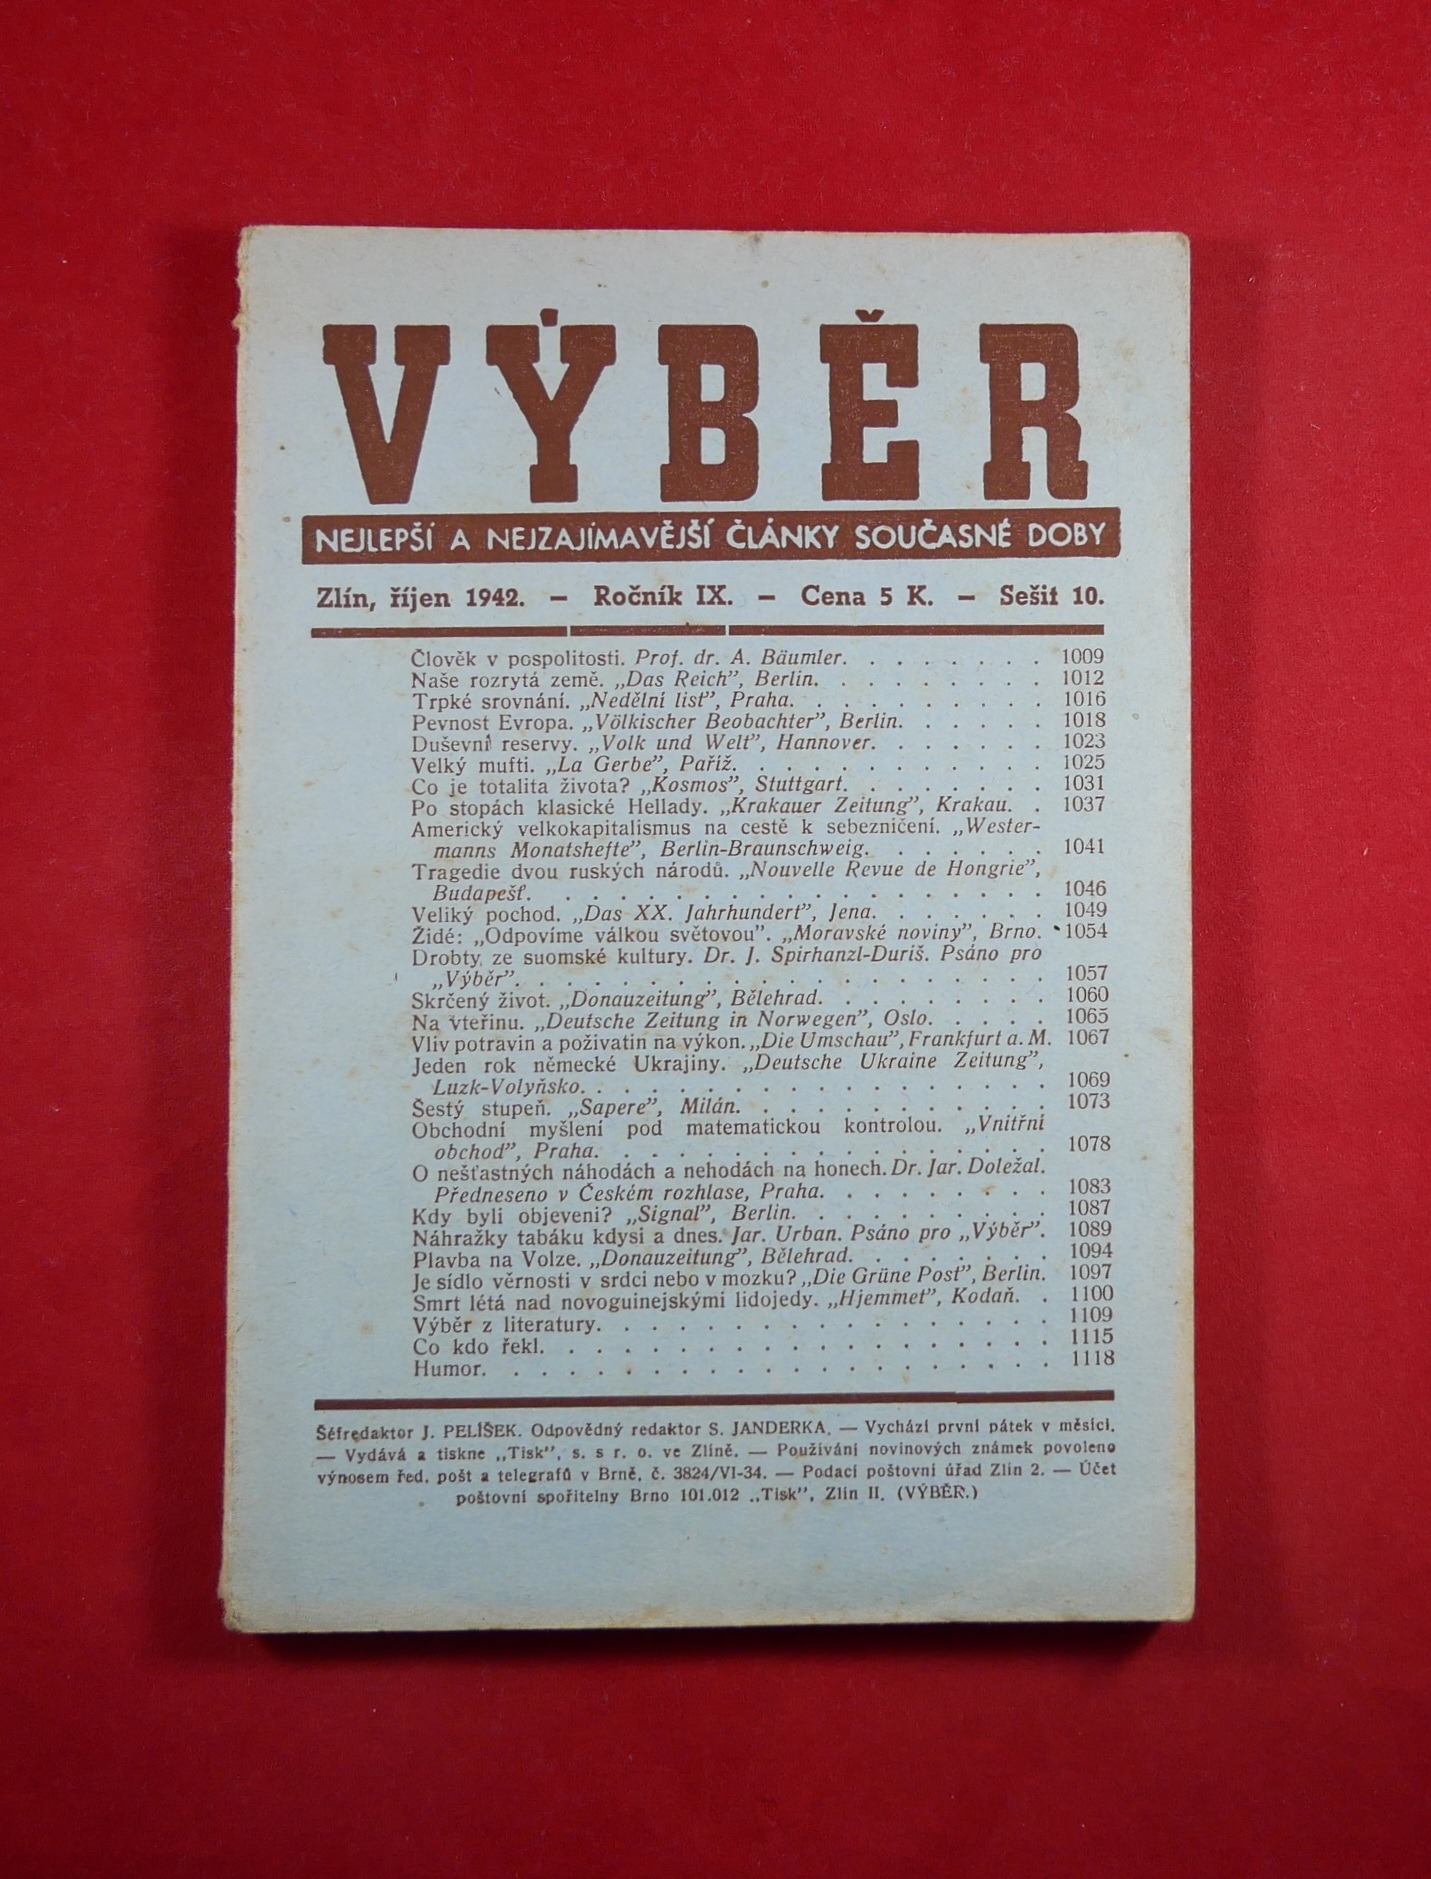 VÝBĚR
NEJLEPŠÍ A NEJZAJÍMAVĚJŠÍ ČLÁNKY SOUČASNÉ DOBY
Zlín, říjen 1942. — Ročník IX. — Cena 5 K. — Sešit 10.
Člověk v pospolitosti. Prof. dr. A. Bäumler. . . . . . . . 1009
Naše rozrytá země. „Das Reich”, Berlin. . . . . . . . . 1012
Trpké srovnání. „Nedělní list”, Praha. . . . . . . . . . 1016
Pevnost Evropa. „Völkischer Beobachter”, Berlin. . . . . . 1018
Duševní reservy. „Volk und Welt”, Hannover. . . . . . . 1023
Velký mufti. „La Gerbe”, Paříž. . . . . . . . . . . . 1025
Co je totalita života? „Kosmos”, Stuttgart. . . . . . . . 1031
Po stopách klasické Hellady. „Krakauer Zeitung”, Krakau. . 1037
Americký velkokapitalismus na cestě k sebezničení. „Wester-
manns Monatshefte”, Berlin-Braunschweig. . . . . . . 1041
Tragedie dvou ruských národů. „Nouvelle Revue de Hongrie”,
Budapešť. . . . . . . . . . . . . . . . . . . . 1046
Veliký pochod. „Das XX. Jahrhundert”, Jena. . . . . . . 1049
Židé: „Odpovíme válkou světovou”. „Moravské noviny”, Brno. 1054
Drobty ze suomské kultury. Dr. J. Spirhanzl-Duriš. Psáno pro
„Výběr”. . . . . . . . . . . . . . . . . . . . 1057
Skrčený život. „Donauzeitung”, Bělehrad. . . . . . . . . 1060
Na vteřinu. „Deutsche Zeitung in Norwegen”, Oslo. . . . . 1065
Vliv potravin a poživatin na výkon. „Die Umschau”, Frankfurt a. M. 1067
Jeden rok německé Ukrajiny. „Deutsche Ukraine Zeitung”,
Luzk-Volyňsko. . . . . . . . . . . . . . . . . . 1069
Šestý stupeň. „Sapere”, Milán. . . . . . . . . . . . 1073
Obchodní myšlení pod matematickou kontrolou. „Vnitřní
obchod”, Praha. . . . . . . . . . . . . . . . . 1078
O nešťastných náhodách a nehodách na honech. Dr. Jar. Doležal.
Předneseno v Českém rozhlase, Praha. . . . . . . . . 1083
Kdy byli objeveni? „Signal”, Berlin. . . . . . . . . . 1087
Náhražky tabáku kdysi a dnes. Jar. Urban. Psáno pro „Výběr”. 1089
Plavba na Volze. „Donauzeitung”, Bělehrad. . . . . . . . 1094
Je sídlo věrnosti v srdci nebo v mozku? „Die Grüne Post”, Berlin. 1097
Smrt létá nad novoguinejskými lidojedy. „Hjemmet”, Kodaň. . 1100
Výběr z literatury. . . . . . . . . . . . . . . . . 1109
Co kdo řekl. . . . . . . . . . . . . . . . . . . 1115
Humor. . . . . . . . . . . . . . . . . . . . . 1118
Šéfredaktor J. PELÍŠEK. Odpovědný redaktor S. JANDERKA. — Vychází první pátek v měsíci.
— Vydává a tiskne „Tisk”, s. s r. o. ve Zlíně. — Používání novinových známek povoleno
výnosem řed. pošt a telegrafů v Brně, č. 3824/VI-34. — Podací poštovní úřad Zlín 2. — Účet
poštovní spořitelny Brno 101.012 „Tisk”, Zlín II. (VÝBĚR.)